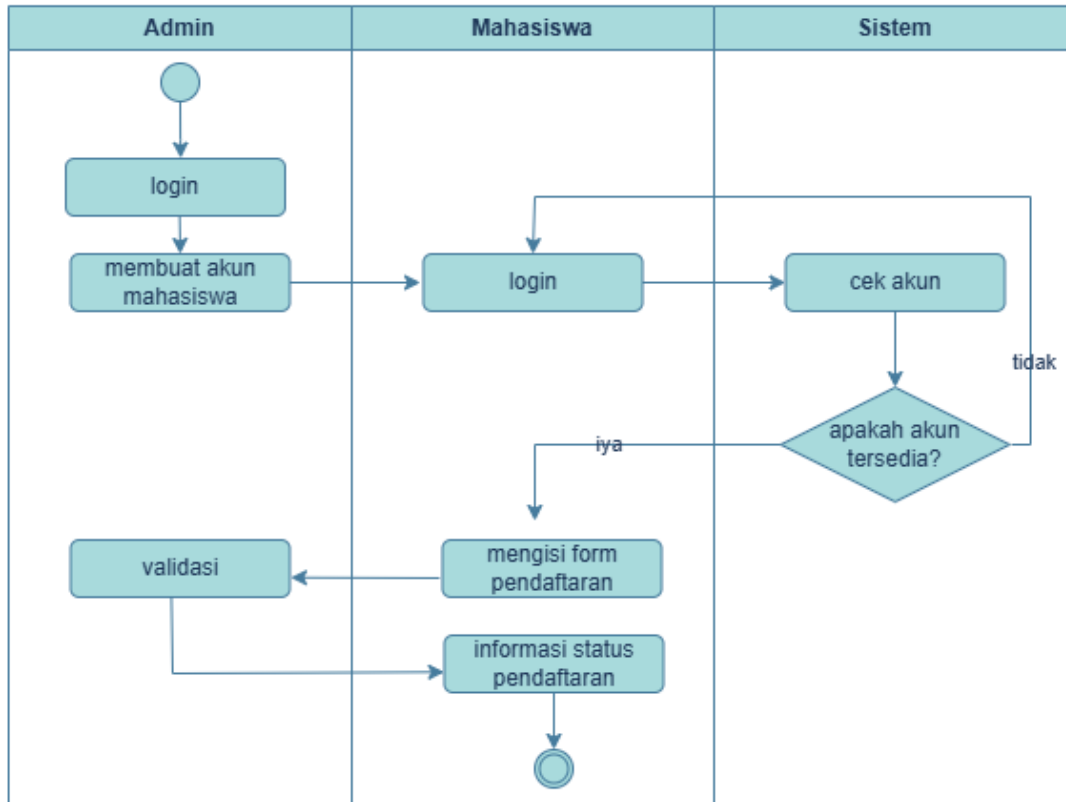 Admin
Mahasiswa
Sistem
login
membuat akun
mahasiswa
login
cek akun
tidak
apakah akun
tersedia?
iya
validasi
mengisi form
pendaftaran
informasi status
pendaftaran